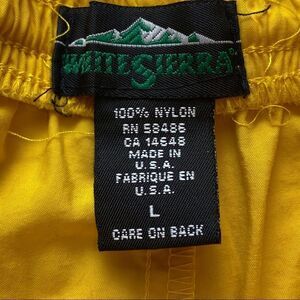 WHITE SIERRA®
100% NYLON
RN 58486
CA 14648
MADE IN
U.S.A.
FABRIQUE EN
U.S.A.
L
CARE ON BACK